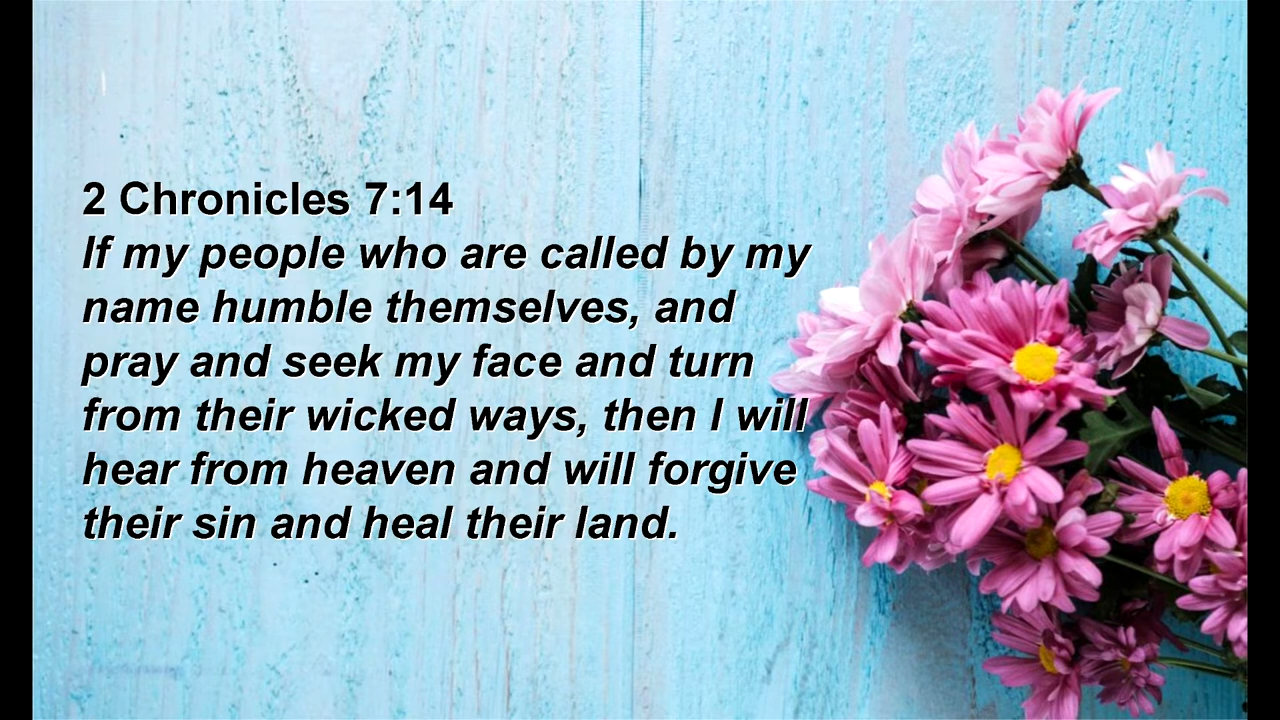 2 Chronicles 7:14
If my people who are called by my
name humble themselves, and
pray and seek my face and turn
from their wicked ways, then I will
hear from heaven and will forgive
their sin and heal their land.